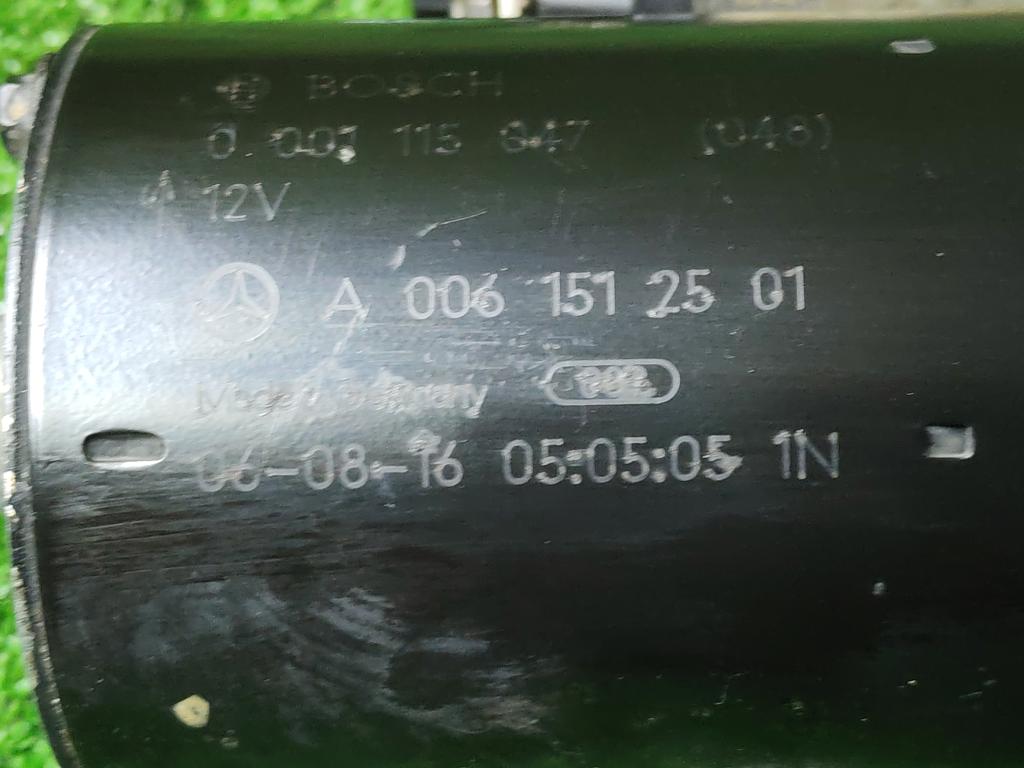 BOSCH
0 001 115 047 (048)
12V
A 006 151 25 01
Made in Germany 002
06-08-16 05:05:05 1N